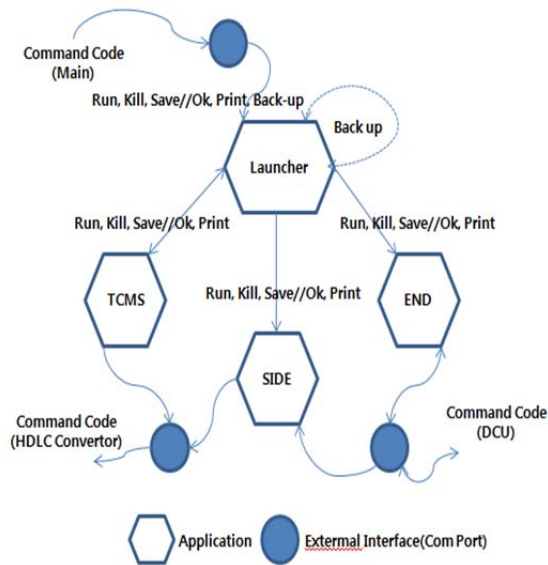 Command Code
(Main)
Run, Kill, Save//Ok, Print, Back-up
Back up
Launcher
Run, Kill, Save//Ok, Print
Run, Kill, Save//Ok, Print
TCMS
Run, Kill, Save//Ok, Print
END
SIDE
Command Code
(HDLC Convertor)
Command Code
(DCU)
Application
Extermal Interface(Com Port)